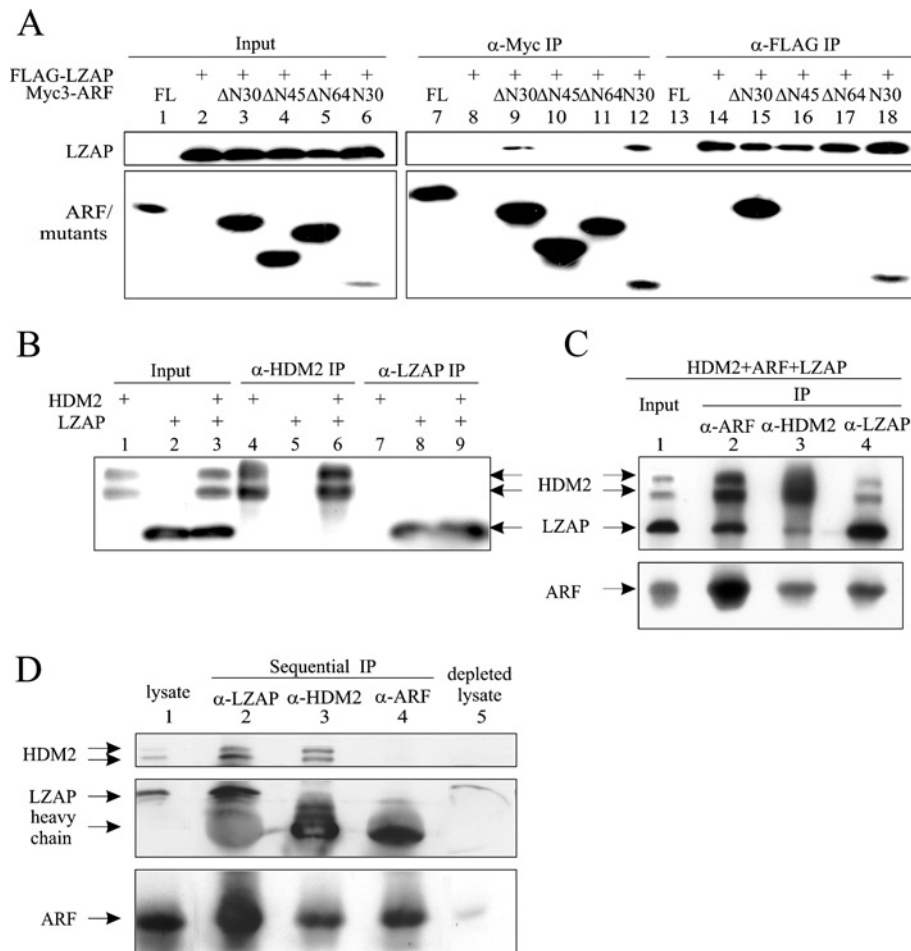 A
Input
α-Myc IP
α-FLAG IP
FLAG-LZAP + + + + + + + + + + + + + + +
Myc3-ARF FL ΔN30 ΔN45 ΔN64 N30 FL ΔN30 ΔN45 ΔN64 N30 FL ΔN30 ΔN45 ΔN64 N30
1 2 3 4 5 6 7 8 9 10 11 12 13 14 15 16 17 18
LZAP
ARF/
mutants
B
Input
α-HDM2 IP
α-LZAP IP
HDM2 + + + + +
LZAP + + + + + +
1 2 3 4 5 6 7 8 9
C
HDM2+ARF+LZAP
Input
IP
α-ARF α-HDM2 α-LZAP
1 2 3 4
HDM2
LZAP
ARF
D
Sequential IP
lysate
α-LZAP α-HDM2 α-ARF
depleted
lysate
1 2 3 4 5
HDM2
LZAP
heavy
chain
ARF